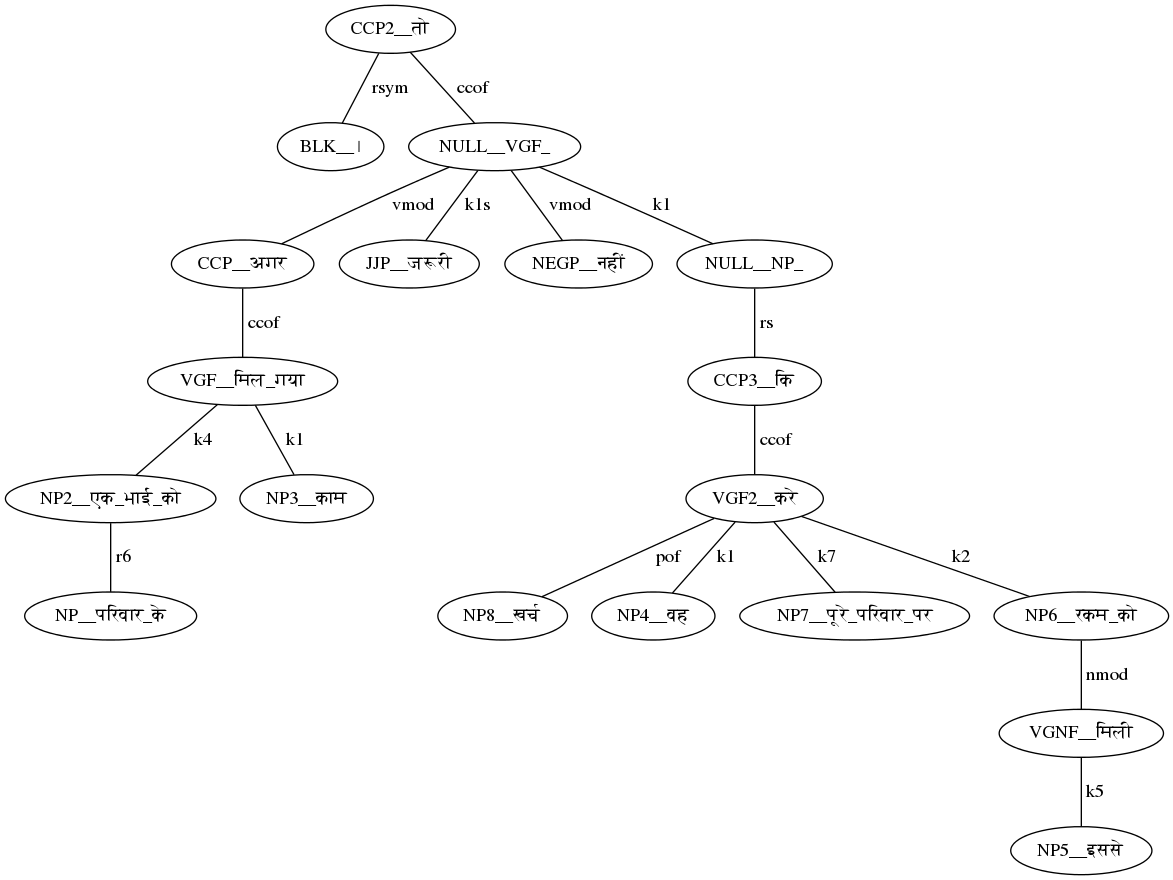 CCP2__तो
rsym ccof
BLK__। NULL__VGF_
vmod k1s vmod k1
CCP__अगर JJP__जरूरी NEGP__नहीं NULL__NP_
ccof rs
VGF__मिल_गया CCP3__कि
k4 k1 ccof
NP2__एक_भाई_को NP3__काम VGF2__करे
r6 pof k1 k7 k2
NP__परिवार_के NP8__खर्च NP4__वह NP7__पूरे_परिवार_पर NP6__रकम_को
nmod
VGNF__मिली
k5
NP5__इससे